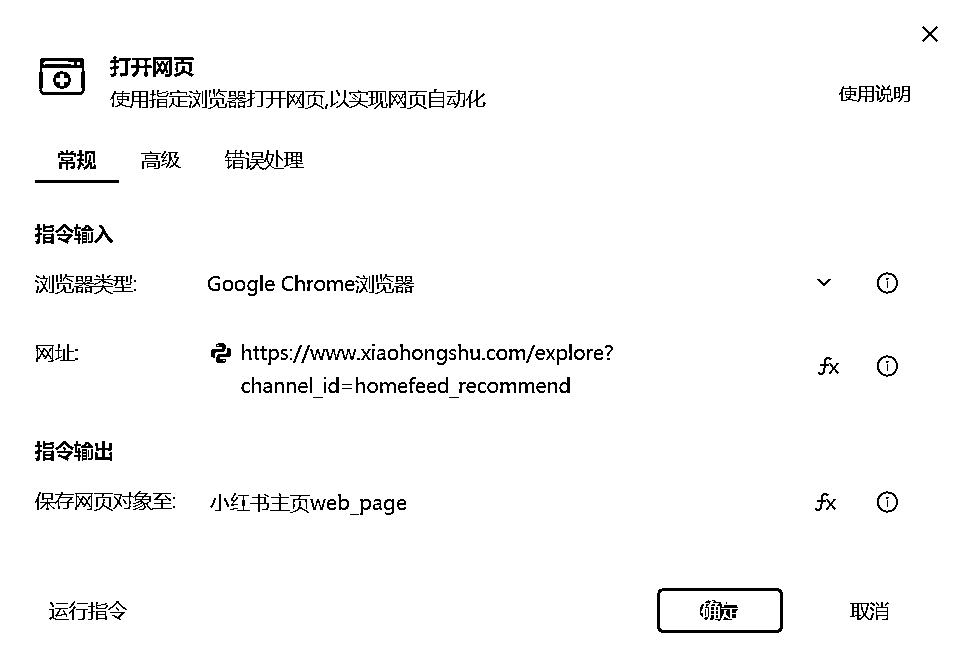 打开网页
使用指定浏览器打开网页,以实现网页自动化
使用说明
常规 高级 错误处理
指令输入
浏览器类型: Google Chrome浏览器
网址: https://www.xiaohongshu.com/explore?
channel_id=homefeed_recommend
fx
指令输出
保存网页对象至: 小红书主页web_page fx
运行指令 确定 取消